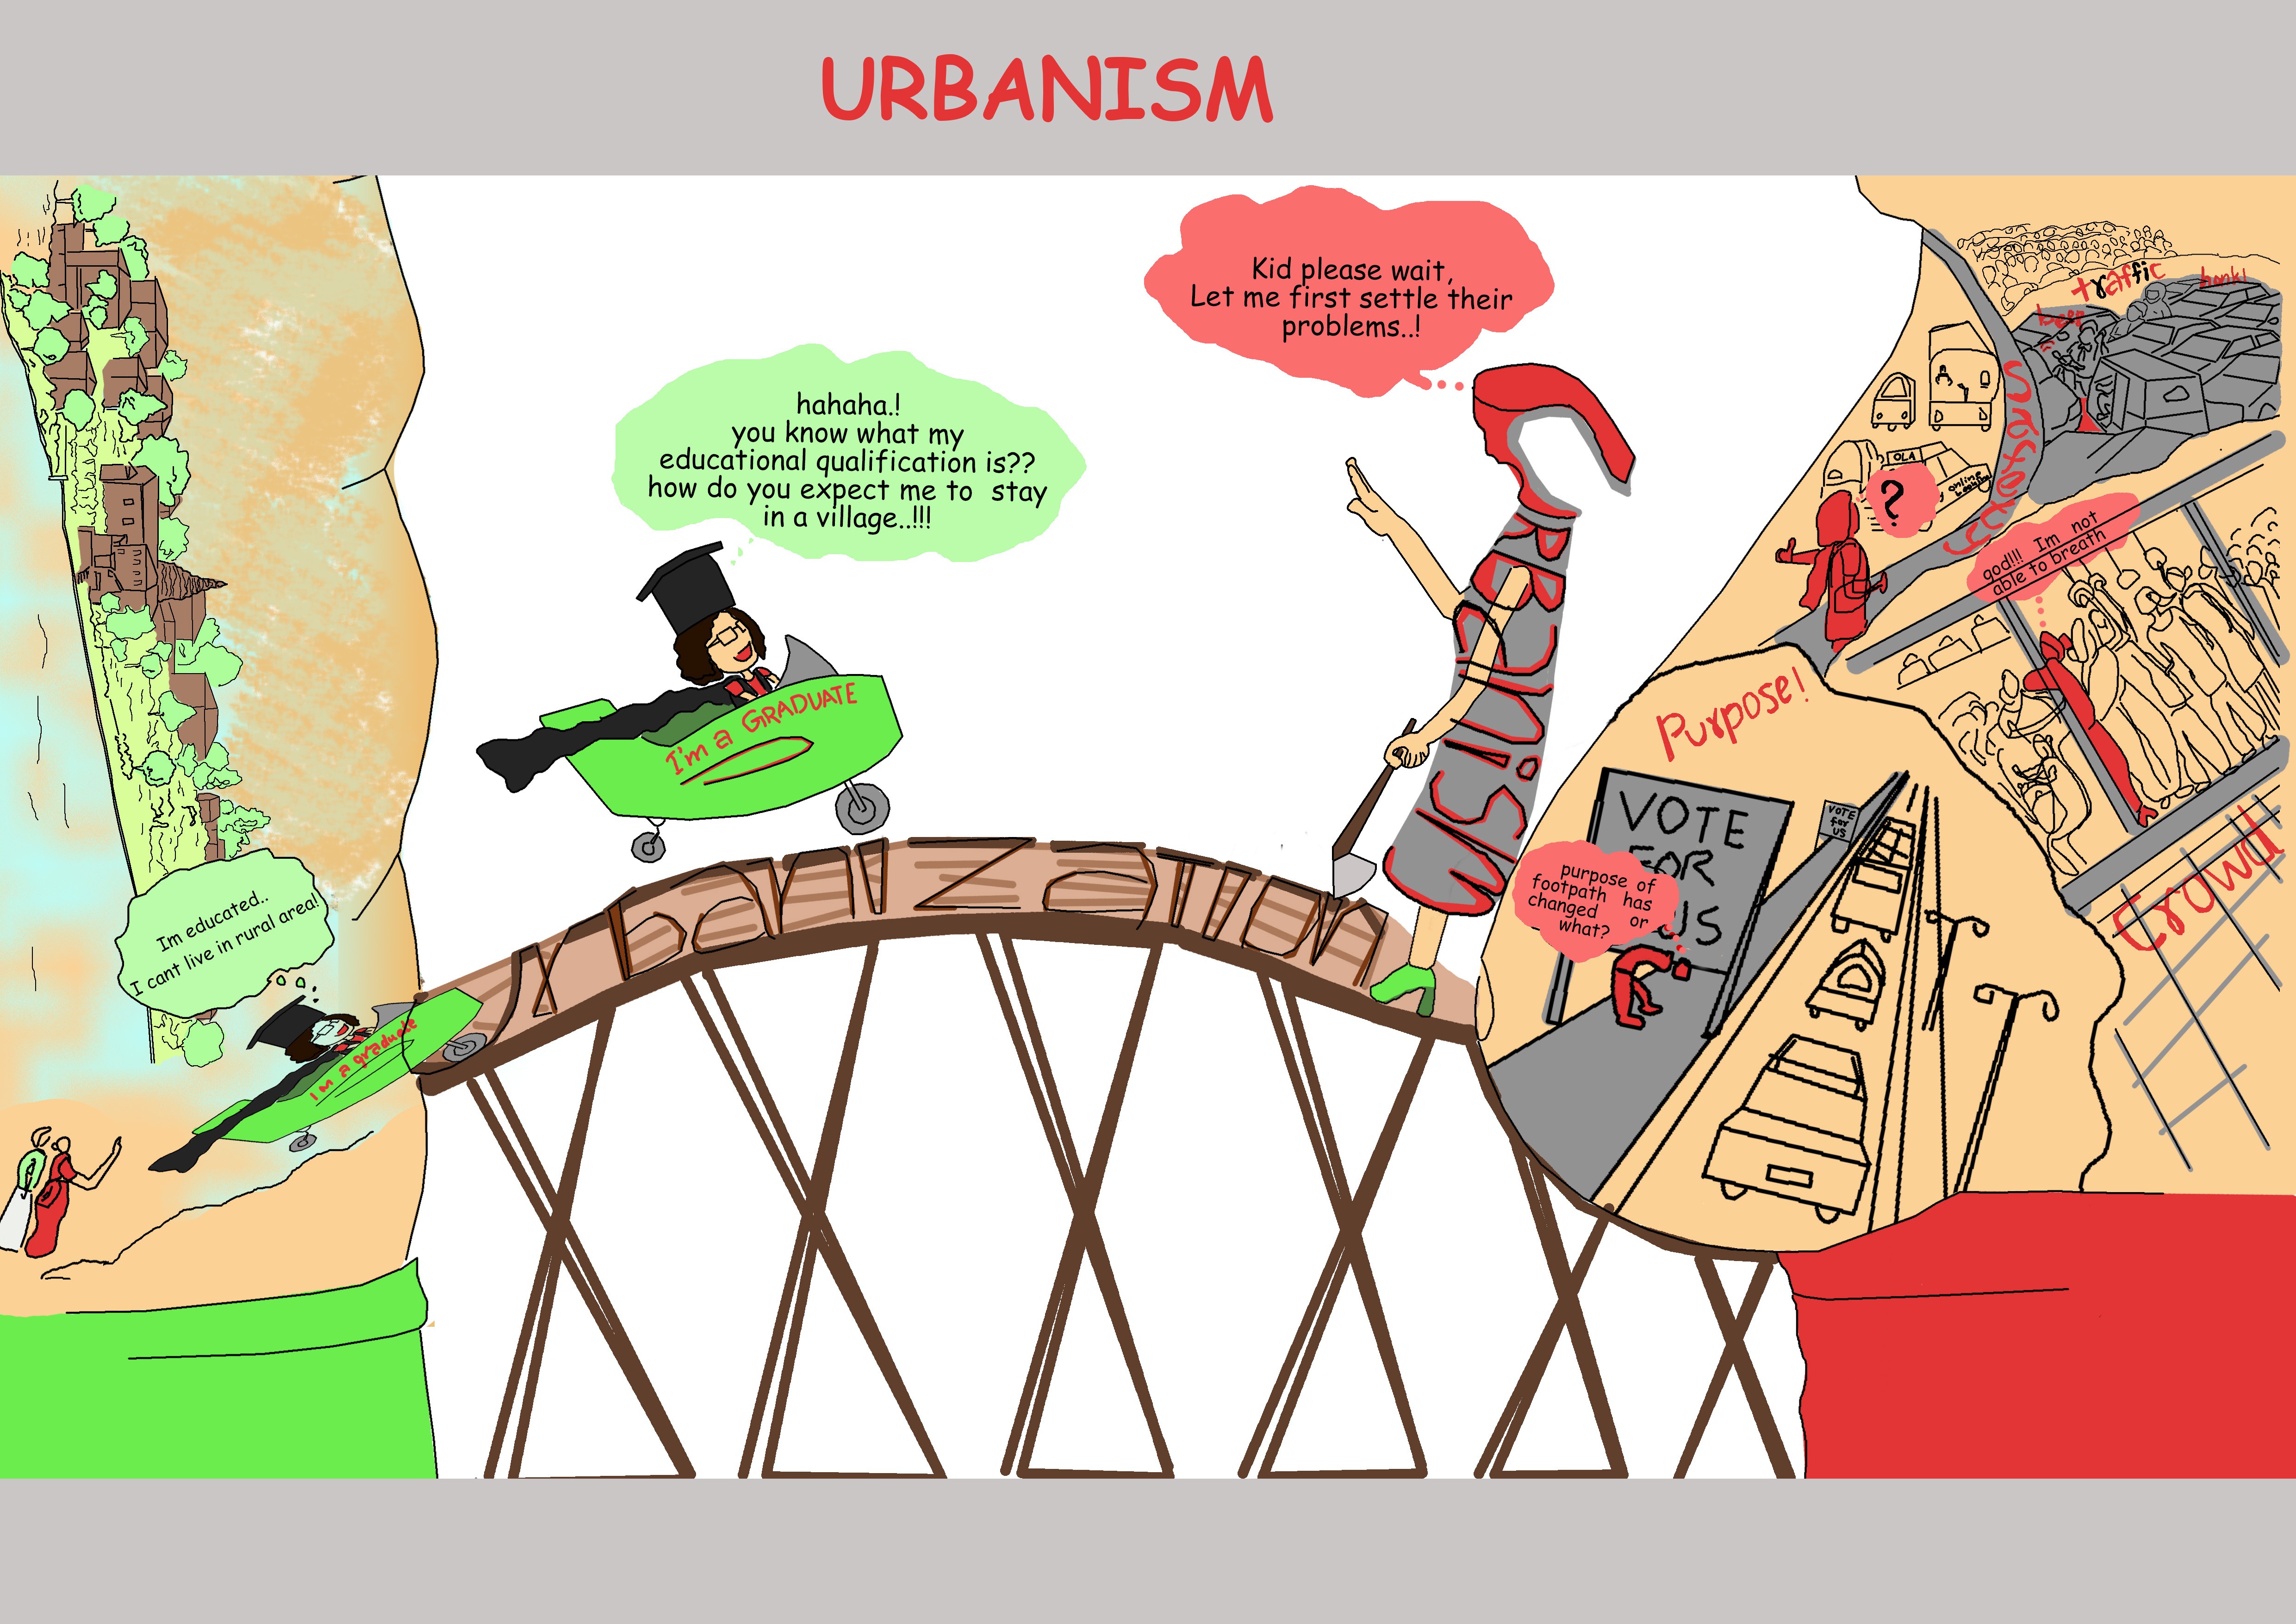 URBANISM
Kid please wait,
Let me first settle their
problems..!
hahaha.!
you know what my
educational qualification is??
how do you expect me to stay
in a village..!!!
I'm a GRADUATE
Im educated..
I cant live in rural area!
I'm a graduate
urbanization
traffic
honk!
beii
OLA
online
?
god!!! Im not
able to breath
Crowd
Purpose!
VOTE
FOR
US
VOTE
for
US
purpose of
footpath has
changed or
what?